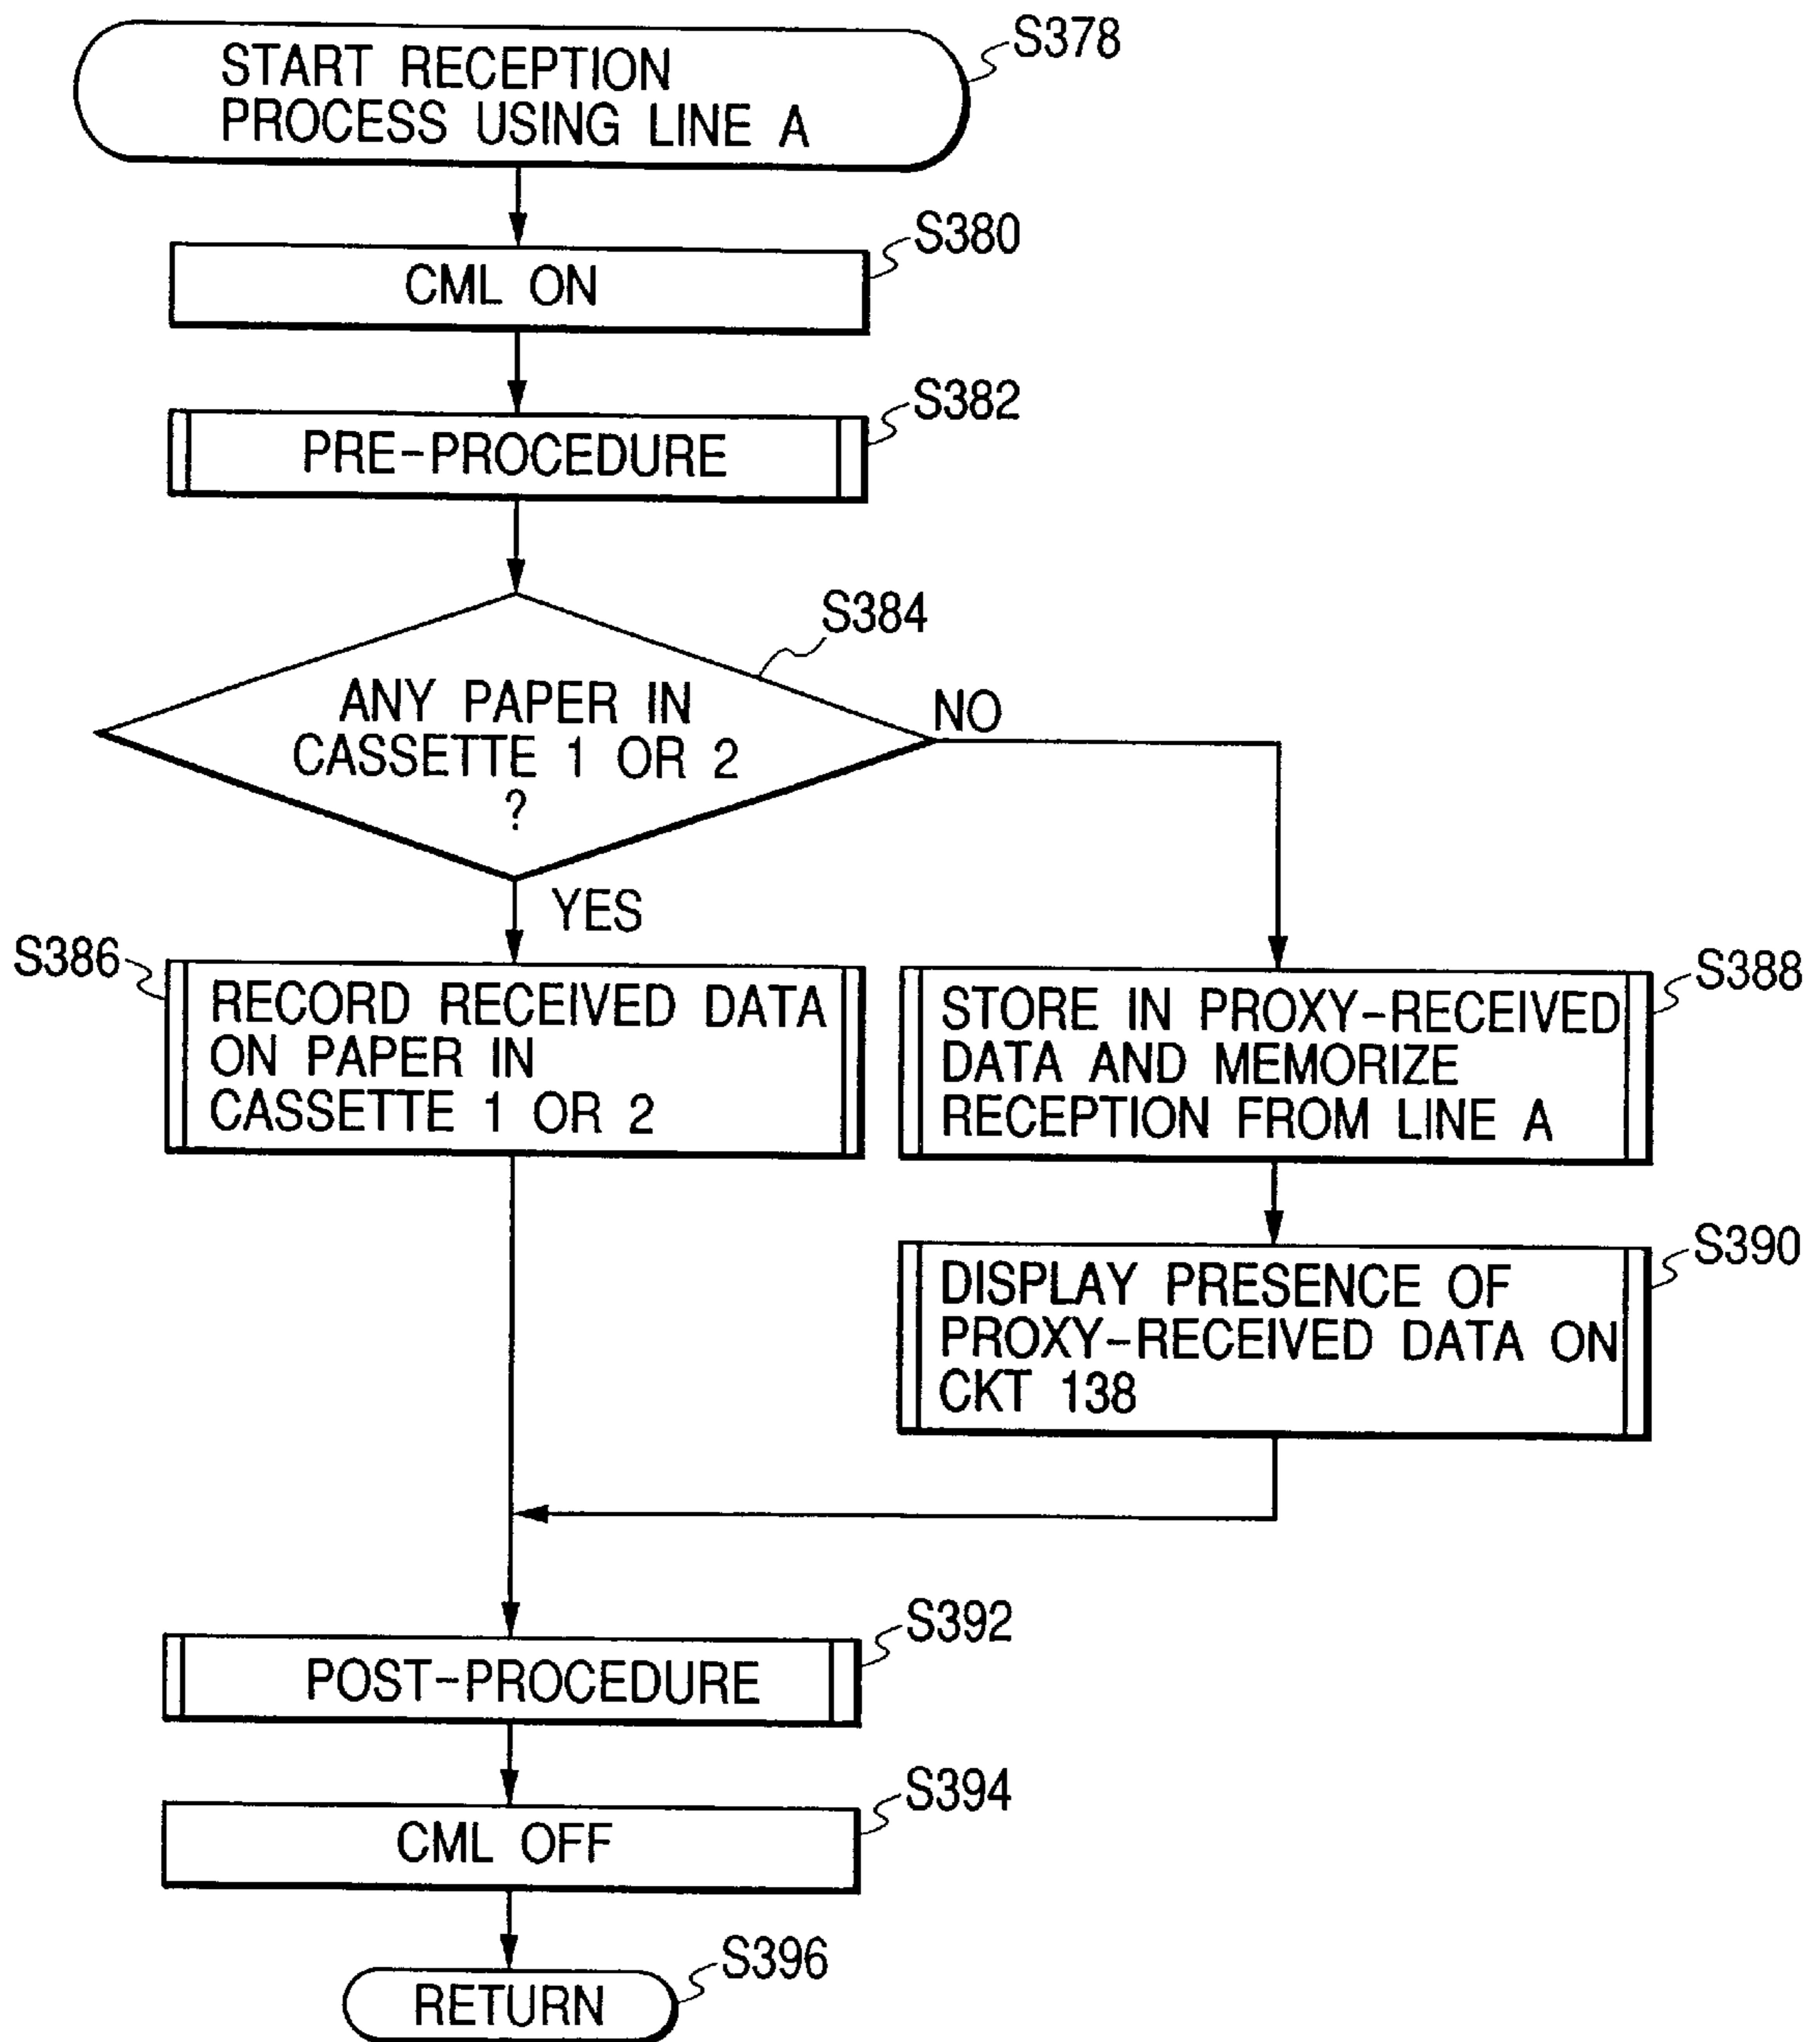 START RECEPTION
PROCESS USING LINE A
S378
CML ON
S380
PRE-PROCEDURE
S382
ANY PAPER IN
CASSETTE 1 OR 2
?
S384
NO
YES
S386
RECORD RECEIVED DATA
ON PAPER IN
CASSETTE 1 OR 2
STORE IN PROXY-RECEIVED
DATA AND MEMORIZE
RECEPTION FROM LINE A
S388
DISPLAY PRESENCE OF
PROXY-RECEIVED DATA ON
CKT 138
S390
POST-PROCEDURE
S392
CML OFF
S394
RETURN
S396